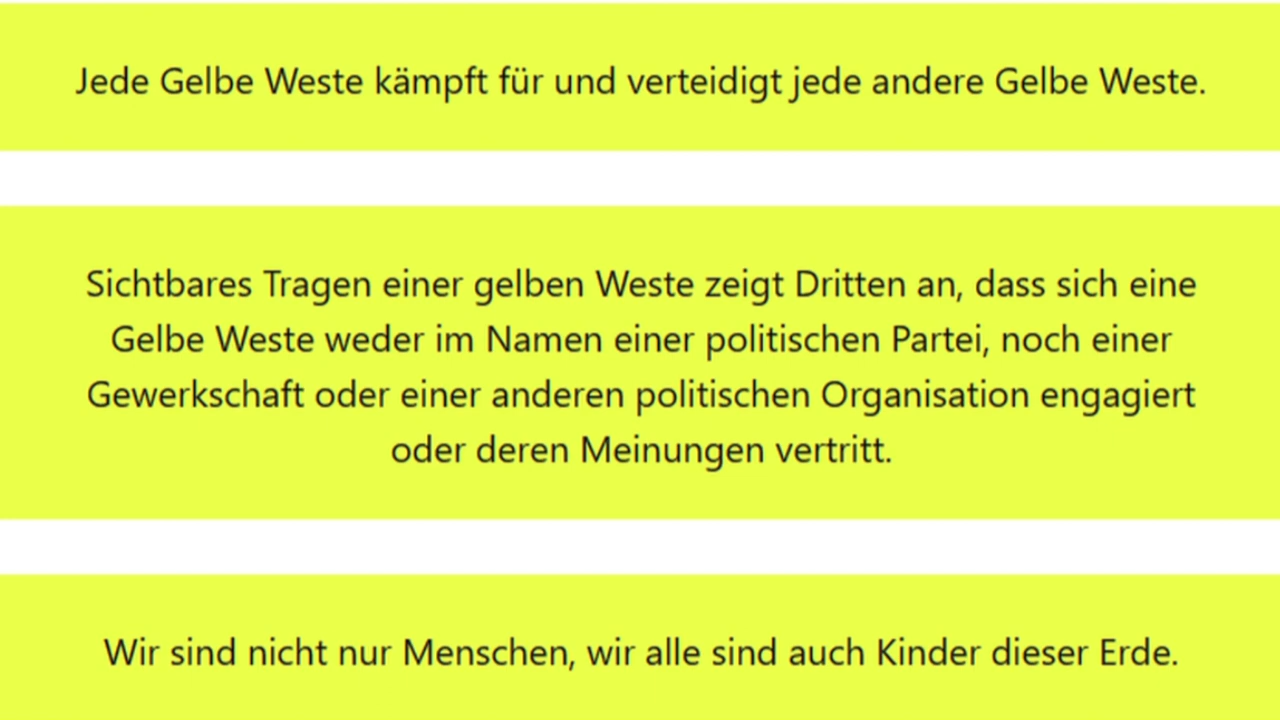 Jede Gelbe Weste kämpft für und verteidigt jede andere Gelbe Weste.
Sichtbares Tragen einer gelben Weste zeigt Dritten an, dass sich eine
Gelbe Weste weder im Namen einer politischen Partei, noch einer
Gewerkschaft oder einer anderen politischen Organisation engagiert
oder deren Meinungen vertritt.
Wir sind nicht nur Menschen, wir alle sind auch Kinder dieser Erde.